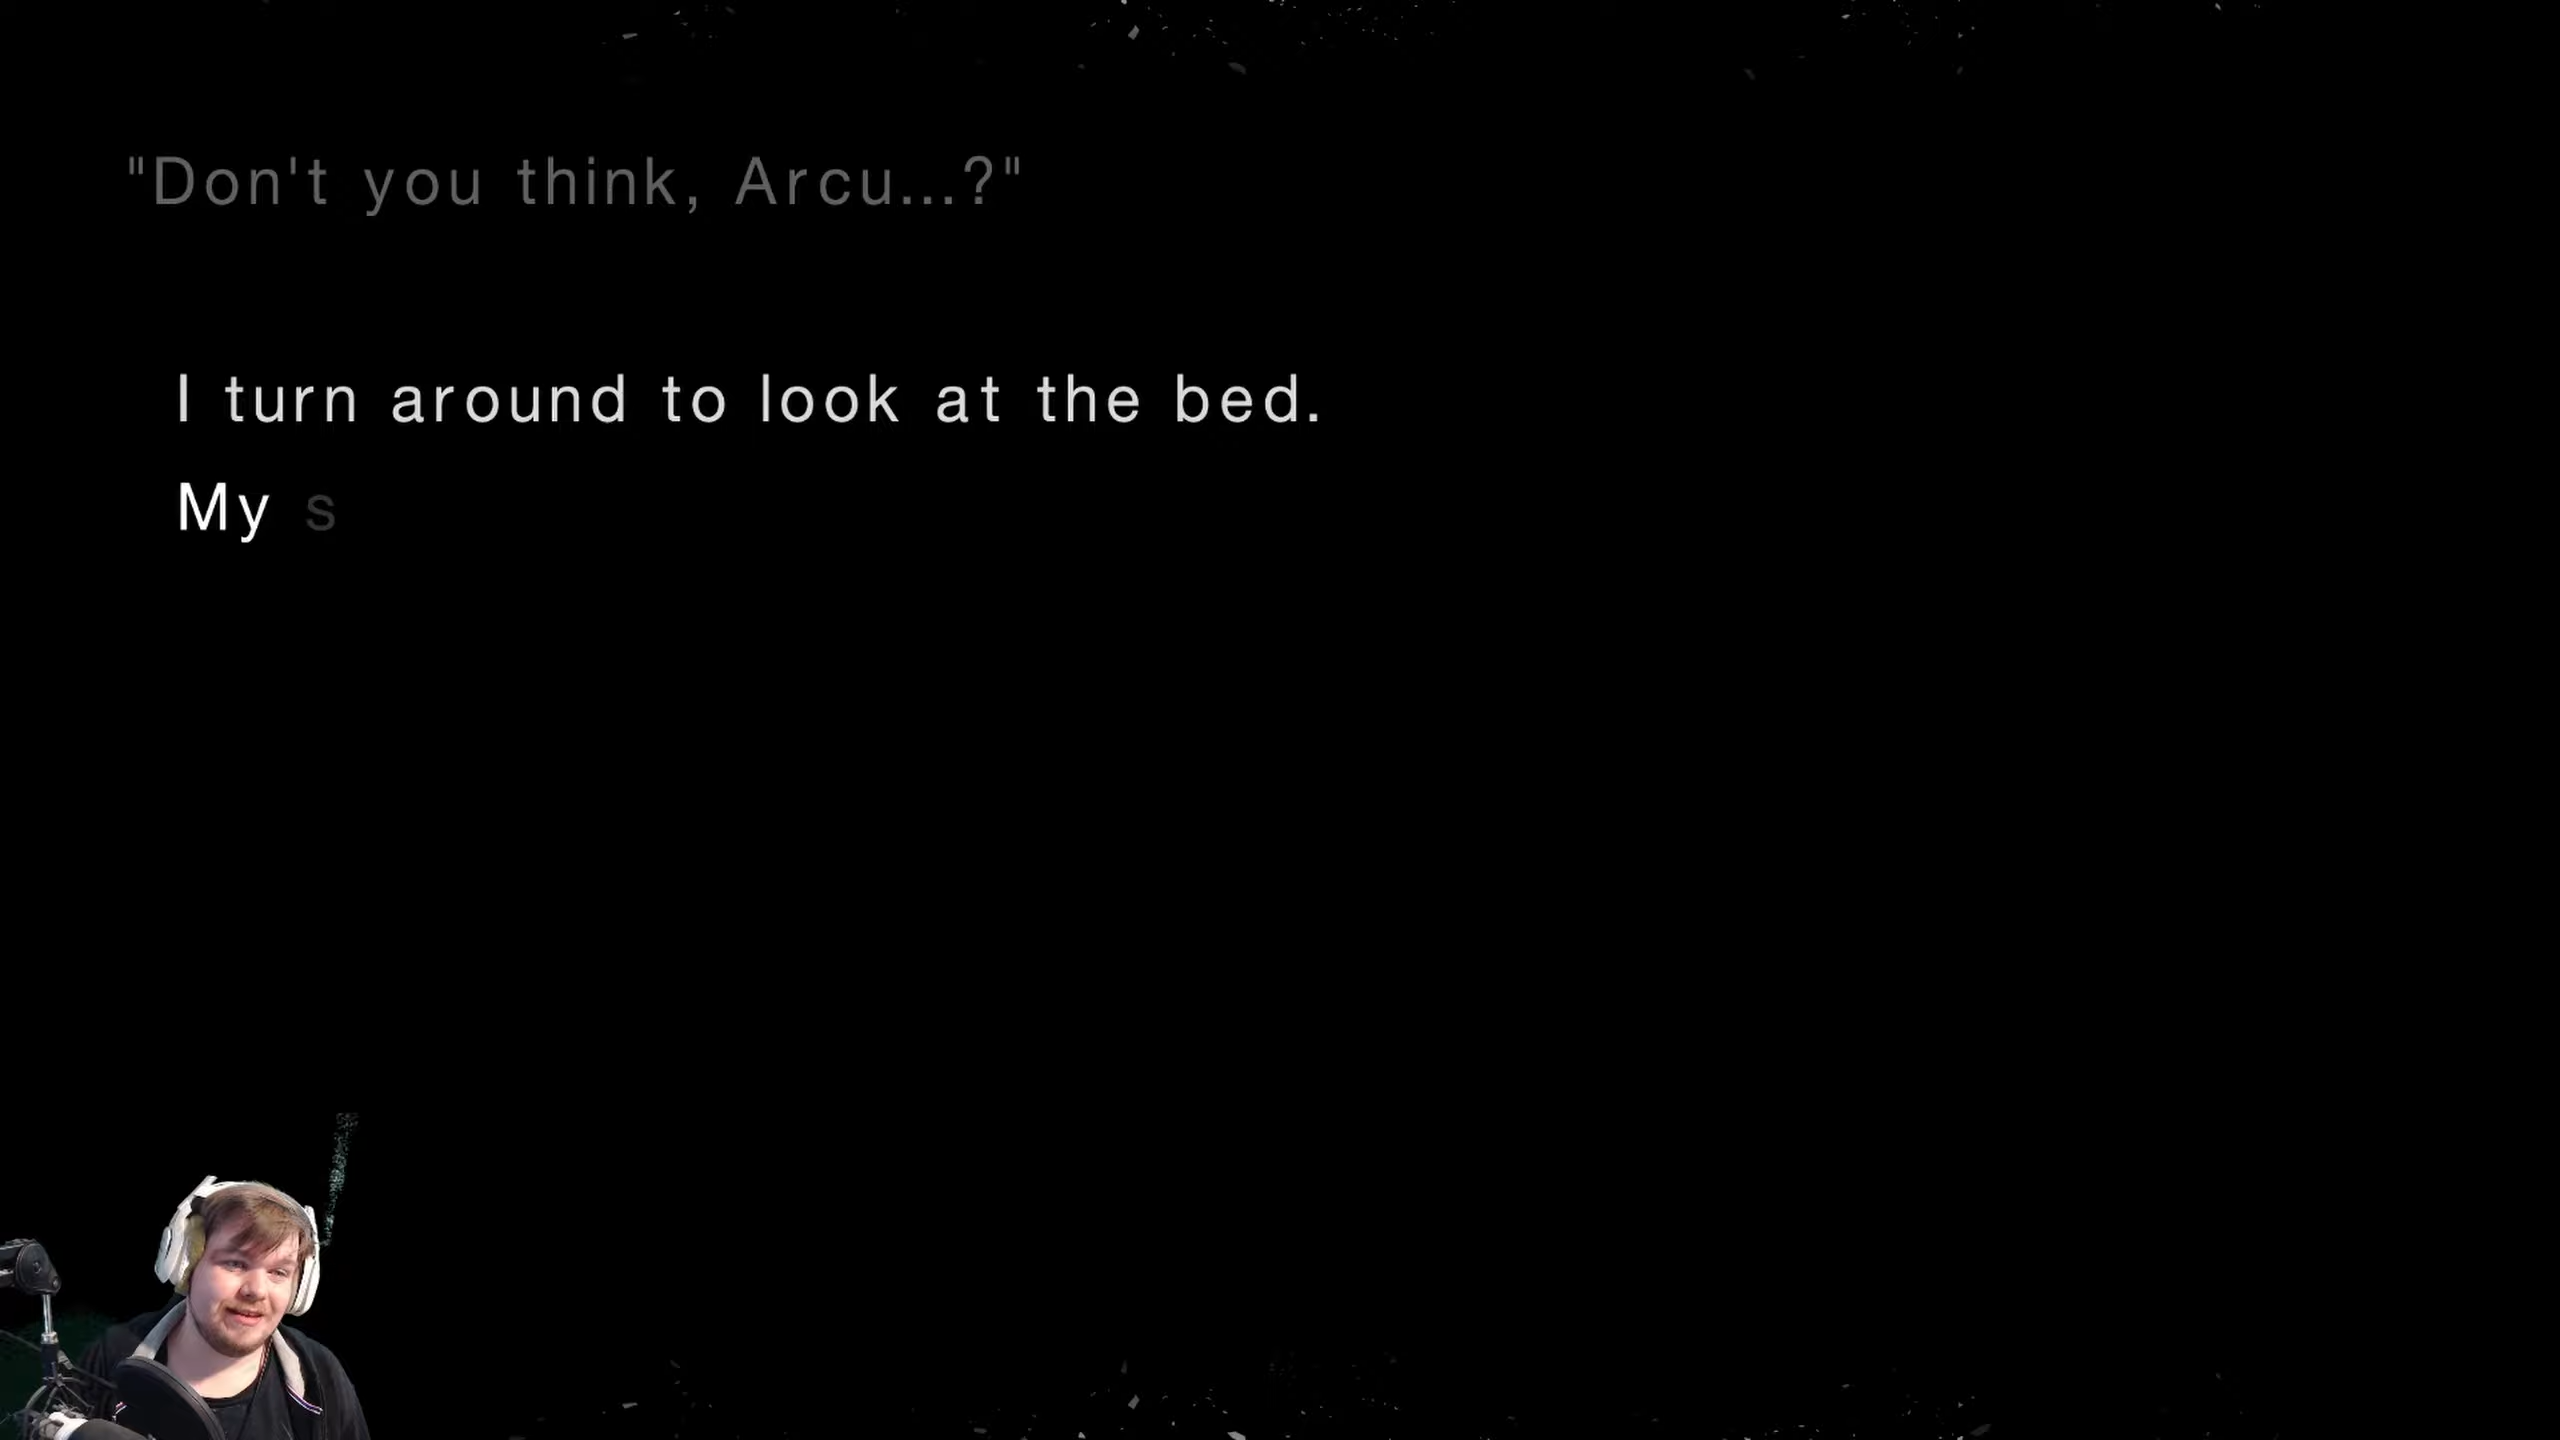 "Don't you think, Arcu...?"
I turn around to look at the bed.
My s